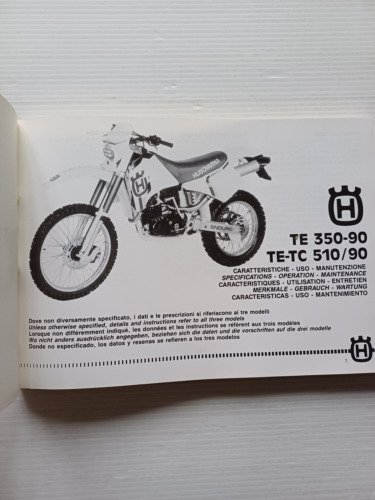 HUSQVARNA
ENDURO
H
TE 350-90
TE-TC 510/90
CARATTERISTICHE - USO - MANUTENZIONE
SPECIFICATIONS - OPERATION - MAINTENANCE
CARACTERISTIQUES - UTILISATION - ENTRETIEN
MERKMALE - GEBRAUCH - WARTUNG
CARACTERISTICAS - USO - MANTENIMIENTO
Dove non diversamente specificato, i dati e le prescrizioni si riferiscono ai tre modelli
Unless otherwise specified, details and instructions refer to all three models
Lorsque non differemment indiqué, les données et les instructions se réfèrent aux trois modèles
Wo nicht anders ausdrücklich angegeben, beziehen sich die daten und die vorschriften auf die drei modelle
Donde no especificado, los datos y resenas se refieren a los tres modelos
H
1